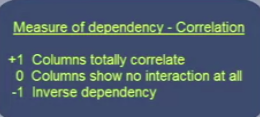 Measure of dependency - Correlation
+1 Columns totally correlate
0 Columns show no interaction at all
-1 Inverse dependency